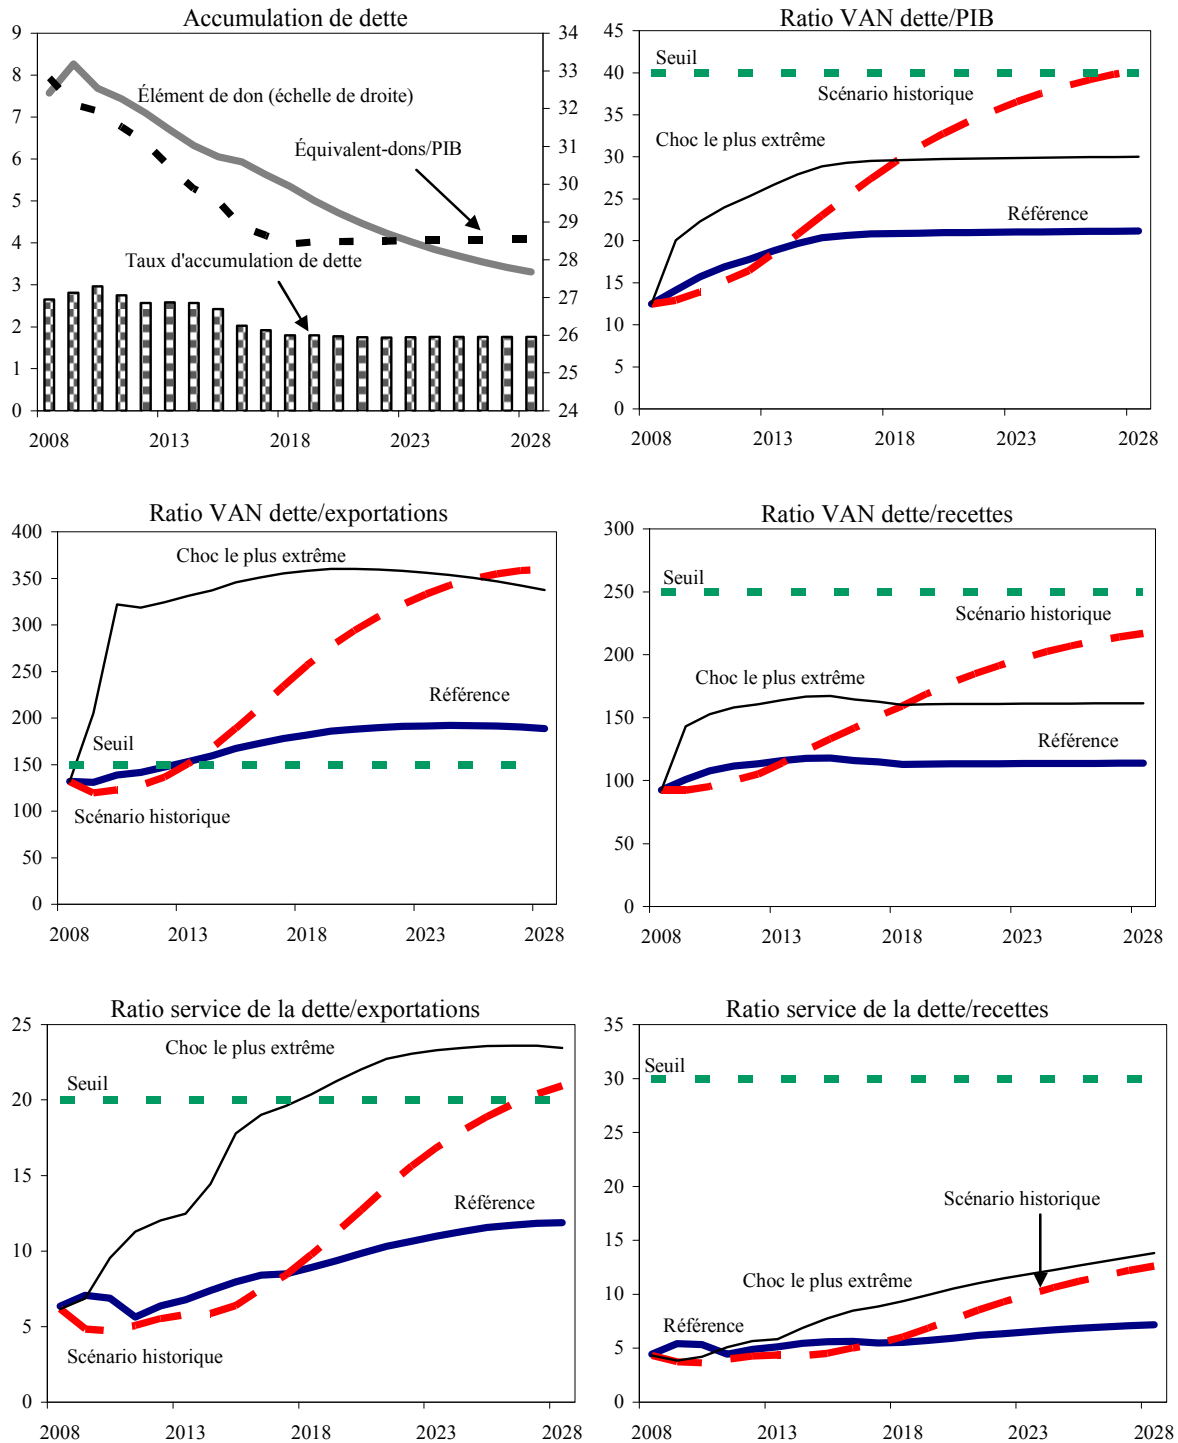 Accumulation de dette
9
8
7
6
5
4
3
2
1
0
34
33
32
31
30
29
28
27
26
25
24
Élément de don (échelle de droite)
Équivalent-dons/PIB
Taux d'accumulation de dette
2008 2013 2018 2023 2028
Ratio VAN dette/PIB
45
40
35
30
25
20
15
10
5
0
Seuil
Scénario historique
Choc le plus extrême
Référence
2008 2013 2018 2023 2028
Ratio VAN dette/exportations
400
350
300
250
200
150
100
50
0
Choc le plus extrême
Référence
Seuil
Scénario historique
2008 2013 2018 2023 2028
Ratio VAN dette/recettes
300
250
200
150
100
50
0
Seuil
Scénario historique
Choc le plus extrême
Référence
2008 2013 2018 2023 2028
Ratio service de la dette/exportations
25
20
15
10
5
0
Choc le plus extrême
Seuil
Référence
Scénario historique
2008 2013 2018 2023 2028
Ratio service de la dette/recettes
35
30
25
20
15
10
5
0
Seuil
Scénario historique
Choc le plus extrême
Référence
2008 2013 2018 2023 2028